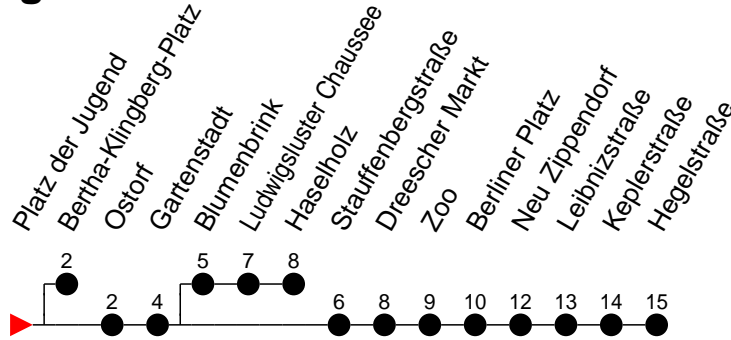 Platz der Jugend
Bertha-Klingberg-Platz
Ostorf
Gartenstadt
Blumenbrink
Ludwigsluster Chaussee
Haselholz
Stauffenbergstraße
Dreescher Markt
Zoo
Berliner Platz
Neu Zippendorf
Leibnizstraße
Keplerstraße
Hegelstraße
2 5 7 8
2 4 6 8 9 10 12 13 14 15